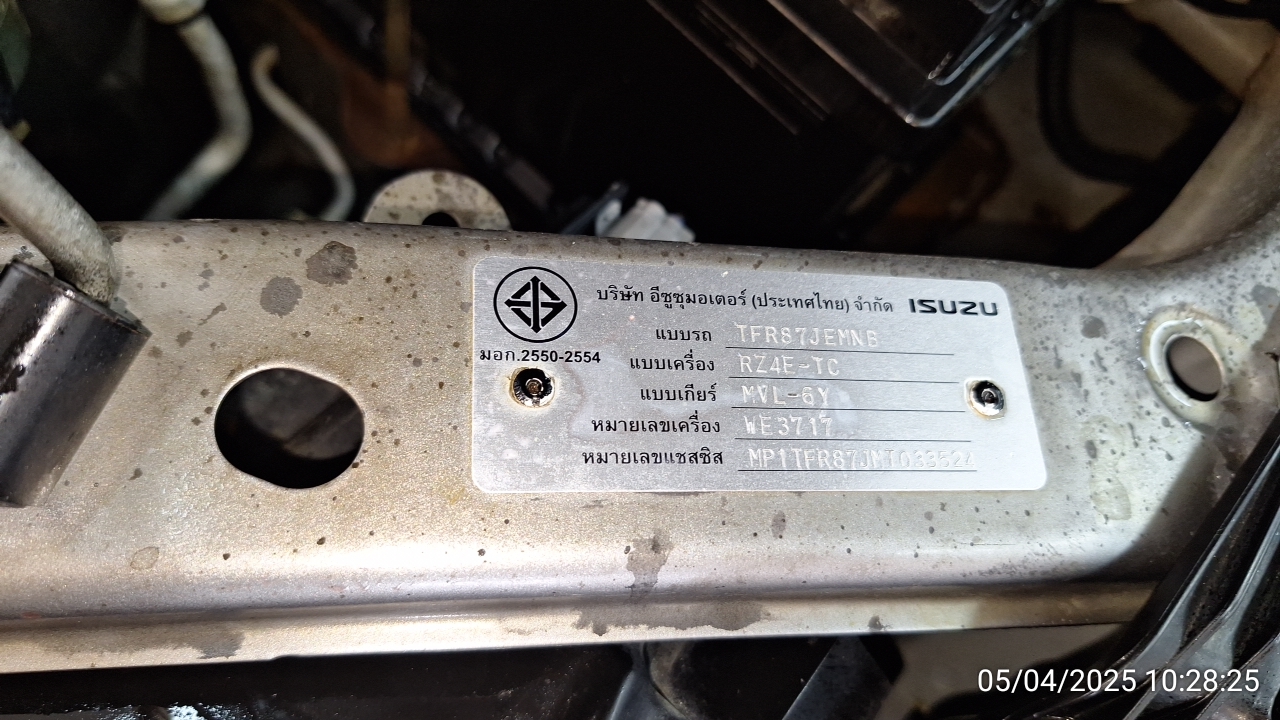 บริษัท อีซูซุมอเตอร์ (ประเทศไทย) จำกัด ISUZU
มอก.2550-2554
แบบรถ TFR87JEMNB
แบบเครื่อง RZ4E-TC
แบบเกียร์ MVL-6Y
หมายเลขเครื่อง WE3717
หมายเลขแชสซิส MP1TFR87JMT033524
05/04/2025 10:28:25